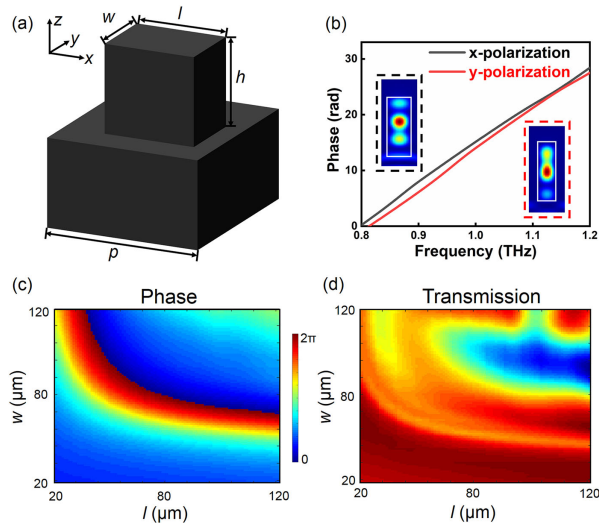 (a)
z
y
x
w
l
h
p
(b)
30
20
10
0
Phase (rad)
x-polarization
y-polarization
0.8 0.9 1.0 1.1 1.2
Frequency (THz)
(c)
Phase
120
80
20
w (μm)
20 80 120
l (μm)
2π
0
(d)
Transmission
120
80
20
w (μm)
20 80 120
l (μm)